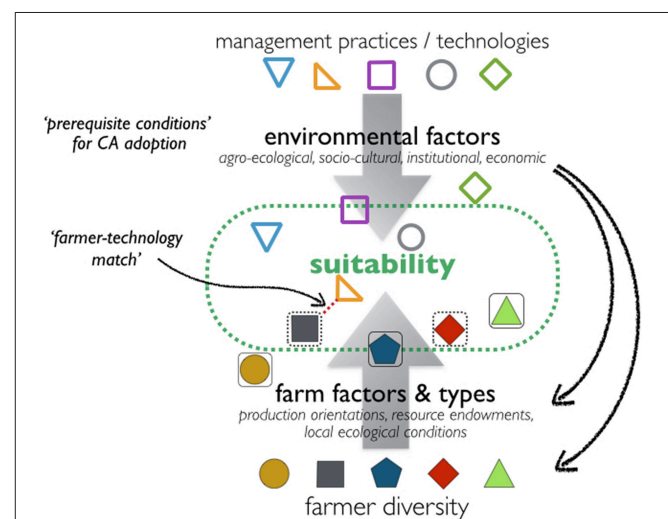 management practices / technologies
'prerequisite conditions'
for CA adoption
environmental factors
agro-ecological, socio-cultural, institutional, economic
'farmer-technology
match'
suitability
farm factors & types
production orientations, resource endowments,
local ecological conditions
farmer diversity